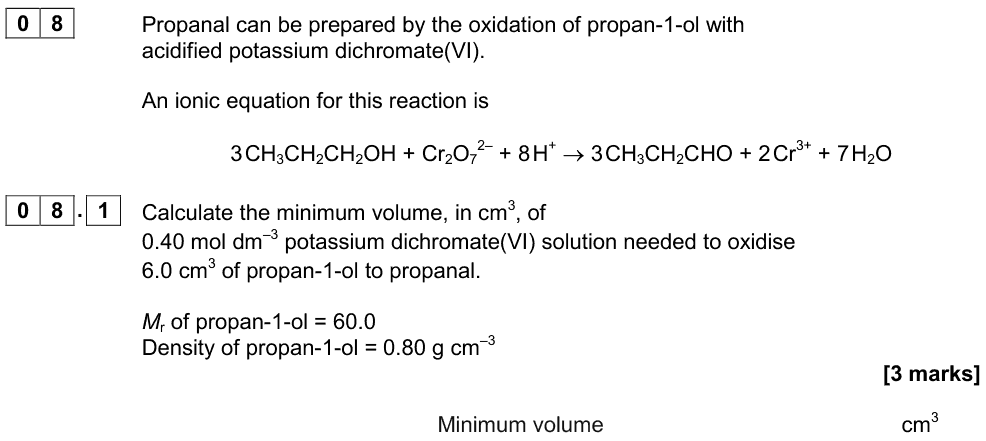 0 8 Propanal can be prepared by the oxidation of propan-1-ol with
acidified potassium dichromate(VI).
An ionic equation for this reaction is
3CH₃CH₂CH₂OH + Cr₂O₇²⁻ + 8H⁺ → 3CH₃CH₂CHO + 2Cr³⁺ + 7H₂O
0 8 . 1 Calculate the minimum volume, in cm³, of
0.40 mol dm⁻³ potassium dichromate(VI) solution needed to oxidise
6.0 cm³ of propan-1-ol to propanal.
Mᵣ of propan-1-ol = 60.0
Density of propan-1-ol = 0.80 g cm⁻³
[3 marks]
Minimum volume cm³